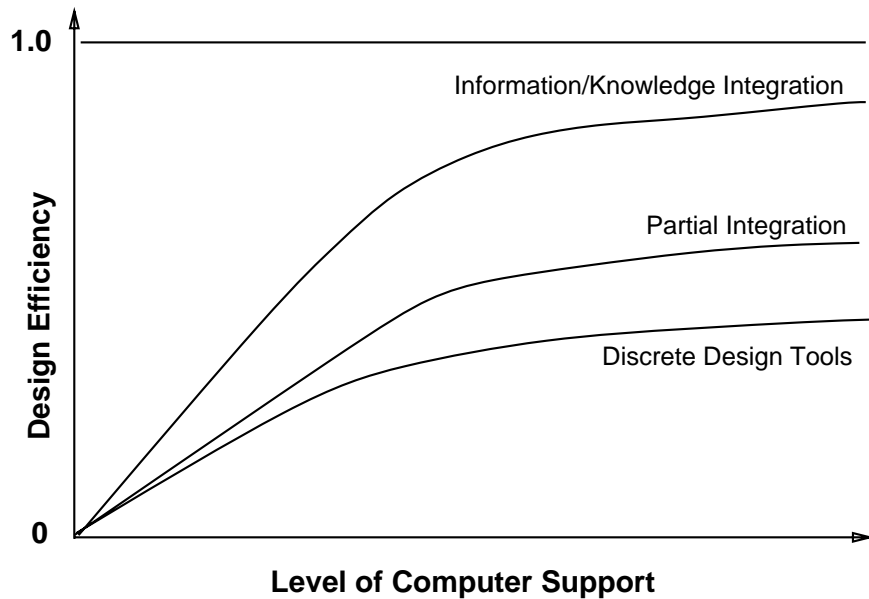 1.0
Information/Knowledge Integration
Partial Integration
Discrete Design Tools
Design Efficiency
0
Level of Computer Support